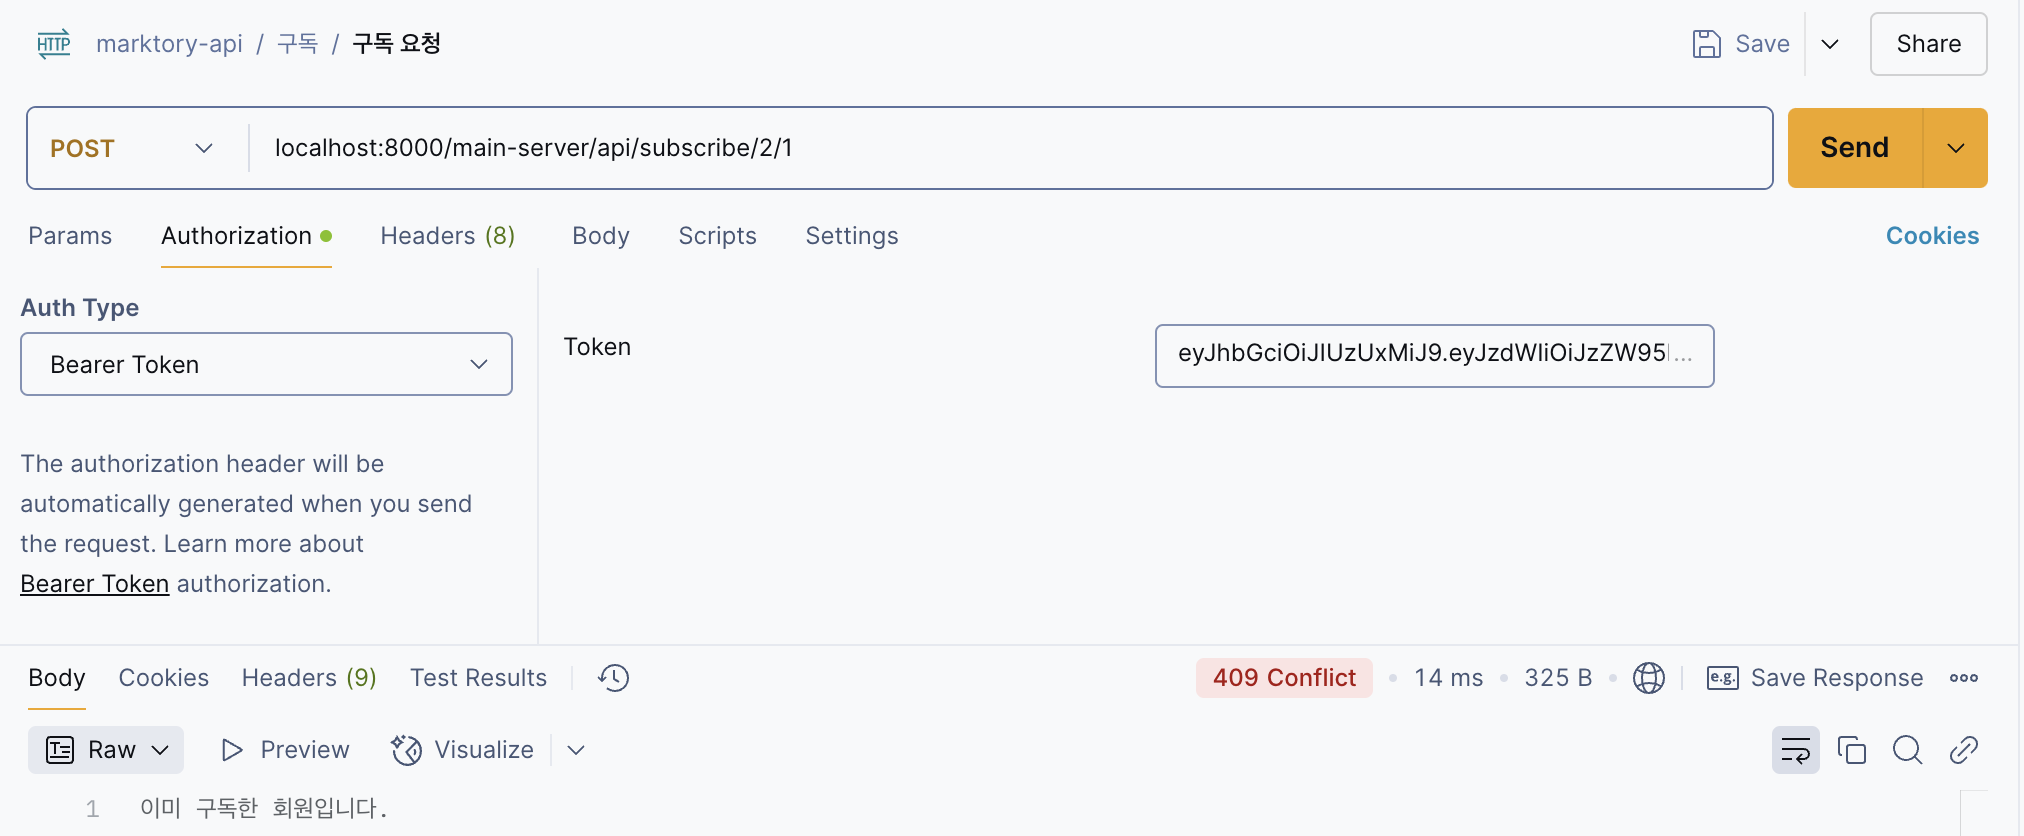 HTTP marktory-api / 구독 / 구독 요청 Save Share
POST localhost:8000/main-server/api/subscribe/2/1 Send
Params Authorization Headers (8) Body Scripts Settings Cookies
Auth Type
Bearer Token
Token eyJhbGciOiJIUzUxMiJ9.eyJzdWIiOiJzZW95...
The authorization header will be
automatically generated when you send
the request. Learn more about
Bearer Token authorization.
Body Cookies Headers (9) Test Results 409 Conflict • 14 ms • 325 B • e.g. Save Response
Raw Preview Visualize
1 이미 구독한 회원입니다.